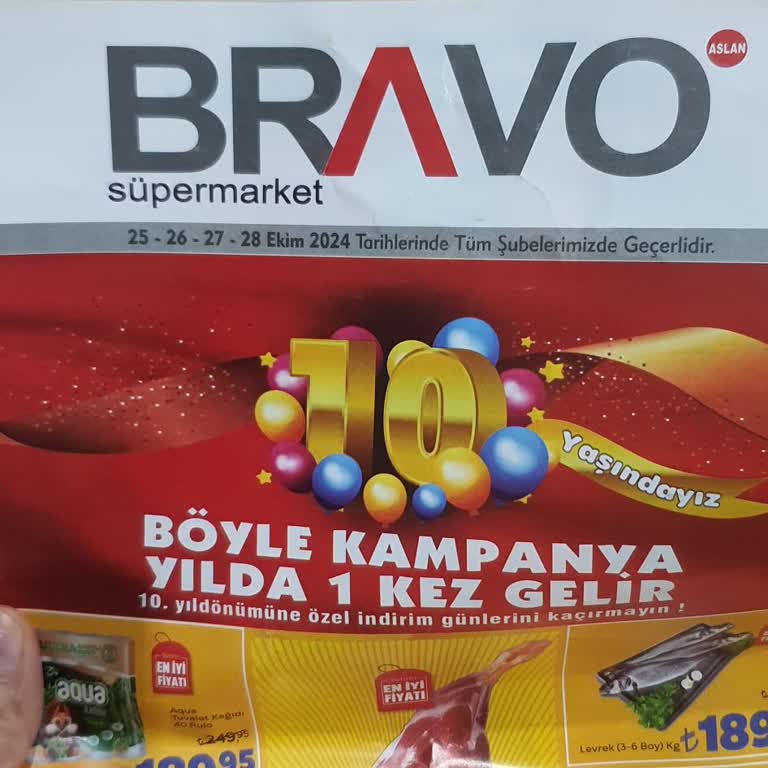 BRAVO
ASLAN
süpermarket
25 - 26 - 27 - 28 Ekim 2024 Tarihlerinde Tüm Şubelerimizde Geçerlidir.
10
Yaşındayız
BÖYLE KAMPANYA
YILDA 1 KEZ GELİR
10. yıldönümüne özel indirim günlerini kaçırmayın !
aqua
EN İYİ
FİYATI
Aqua
Tuvalet Kağıdı
40 Rulo
₺249,95
EN İYİ
FİYATI
Levrek (3-6 Boy) Kg ₺189